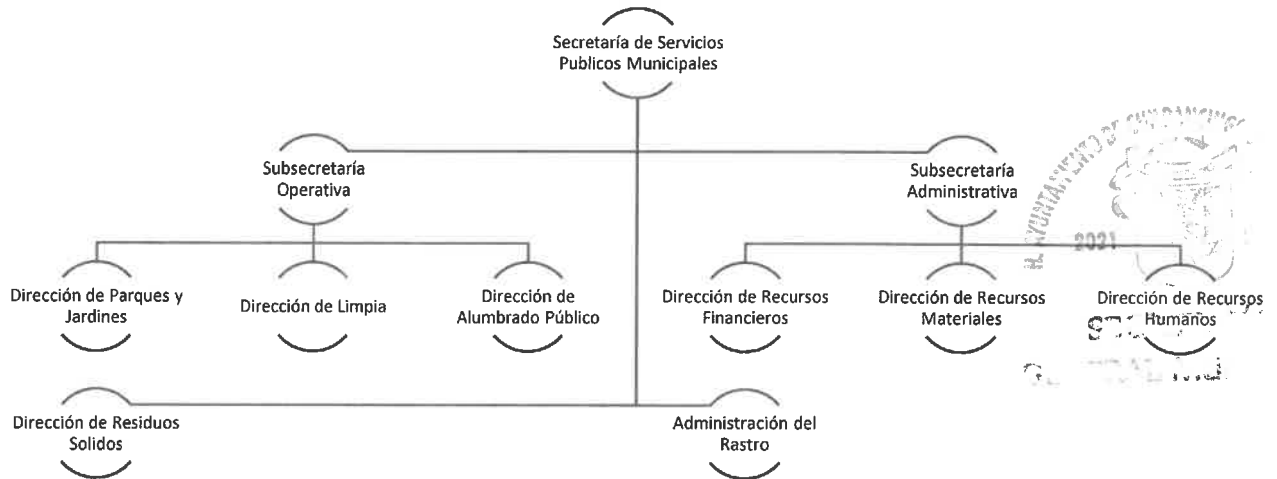 Secretaría de Servicios
Publicos Municipales
Subsecretaría
Operativa
Subsecretaría
Administrativa
H. AYUNTAMIENTO DE
2021
Dirección de Parques y
Jardines
Dirección de Limpia
Dirección de
Alumbrado Público
Dirección de Recursos
Financieros
Dirección de Recursos
Materiales
Dirección de Recursos
Humanos
Dirección de Residuos
Solidos
Administración del
Rastro